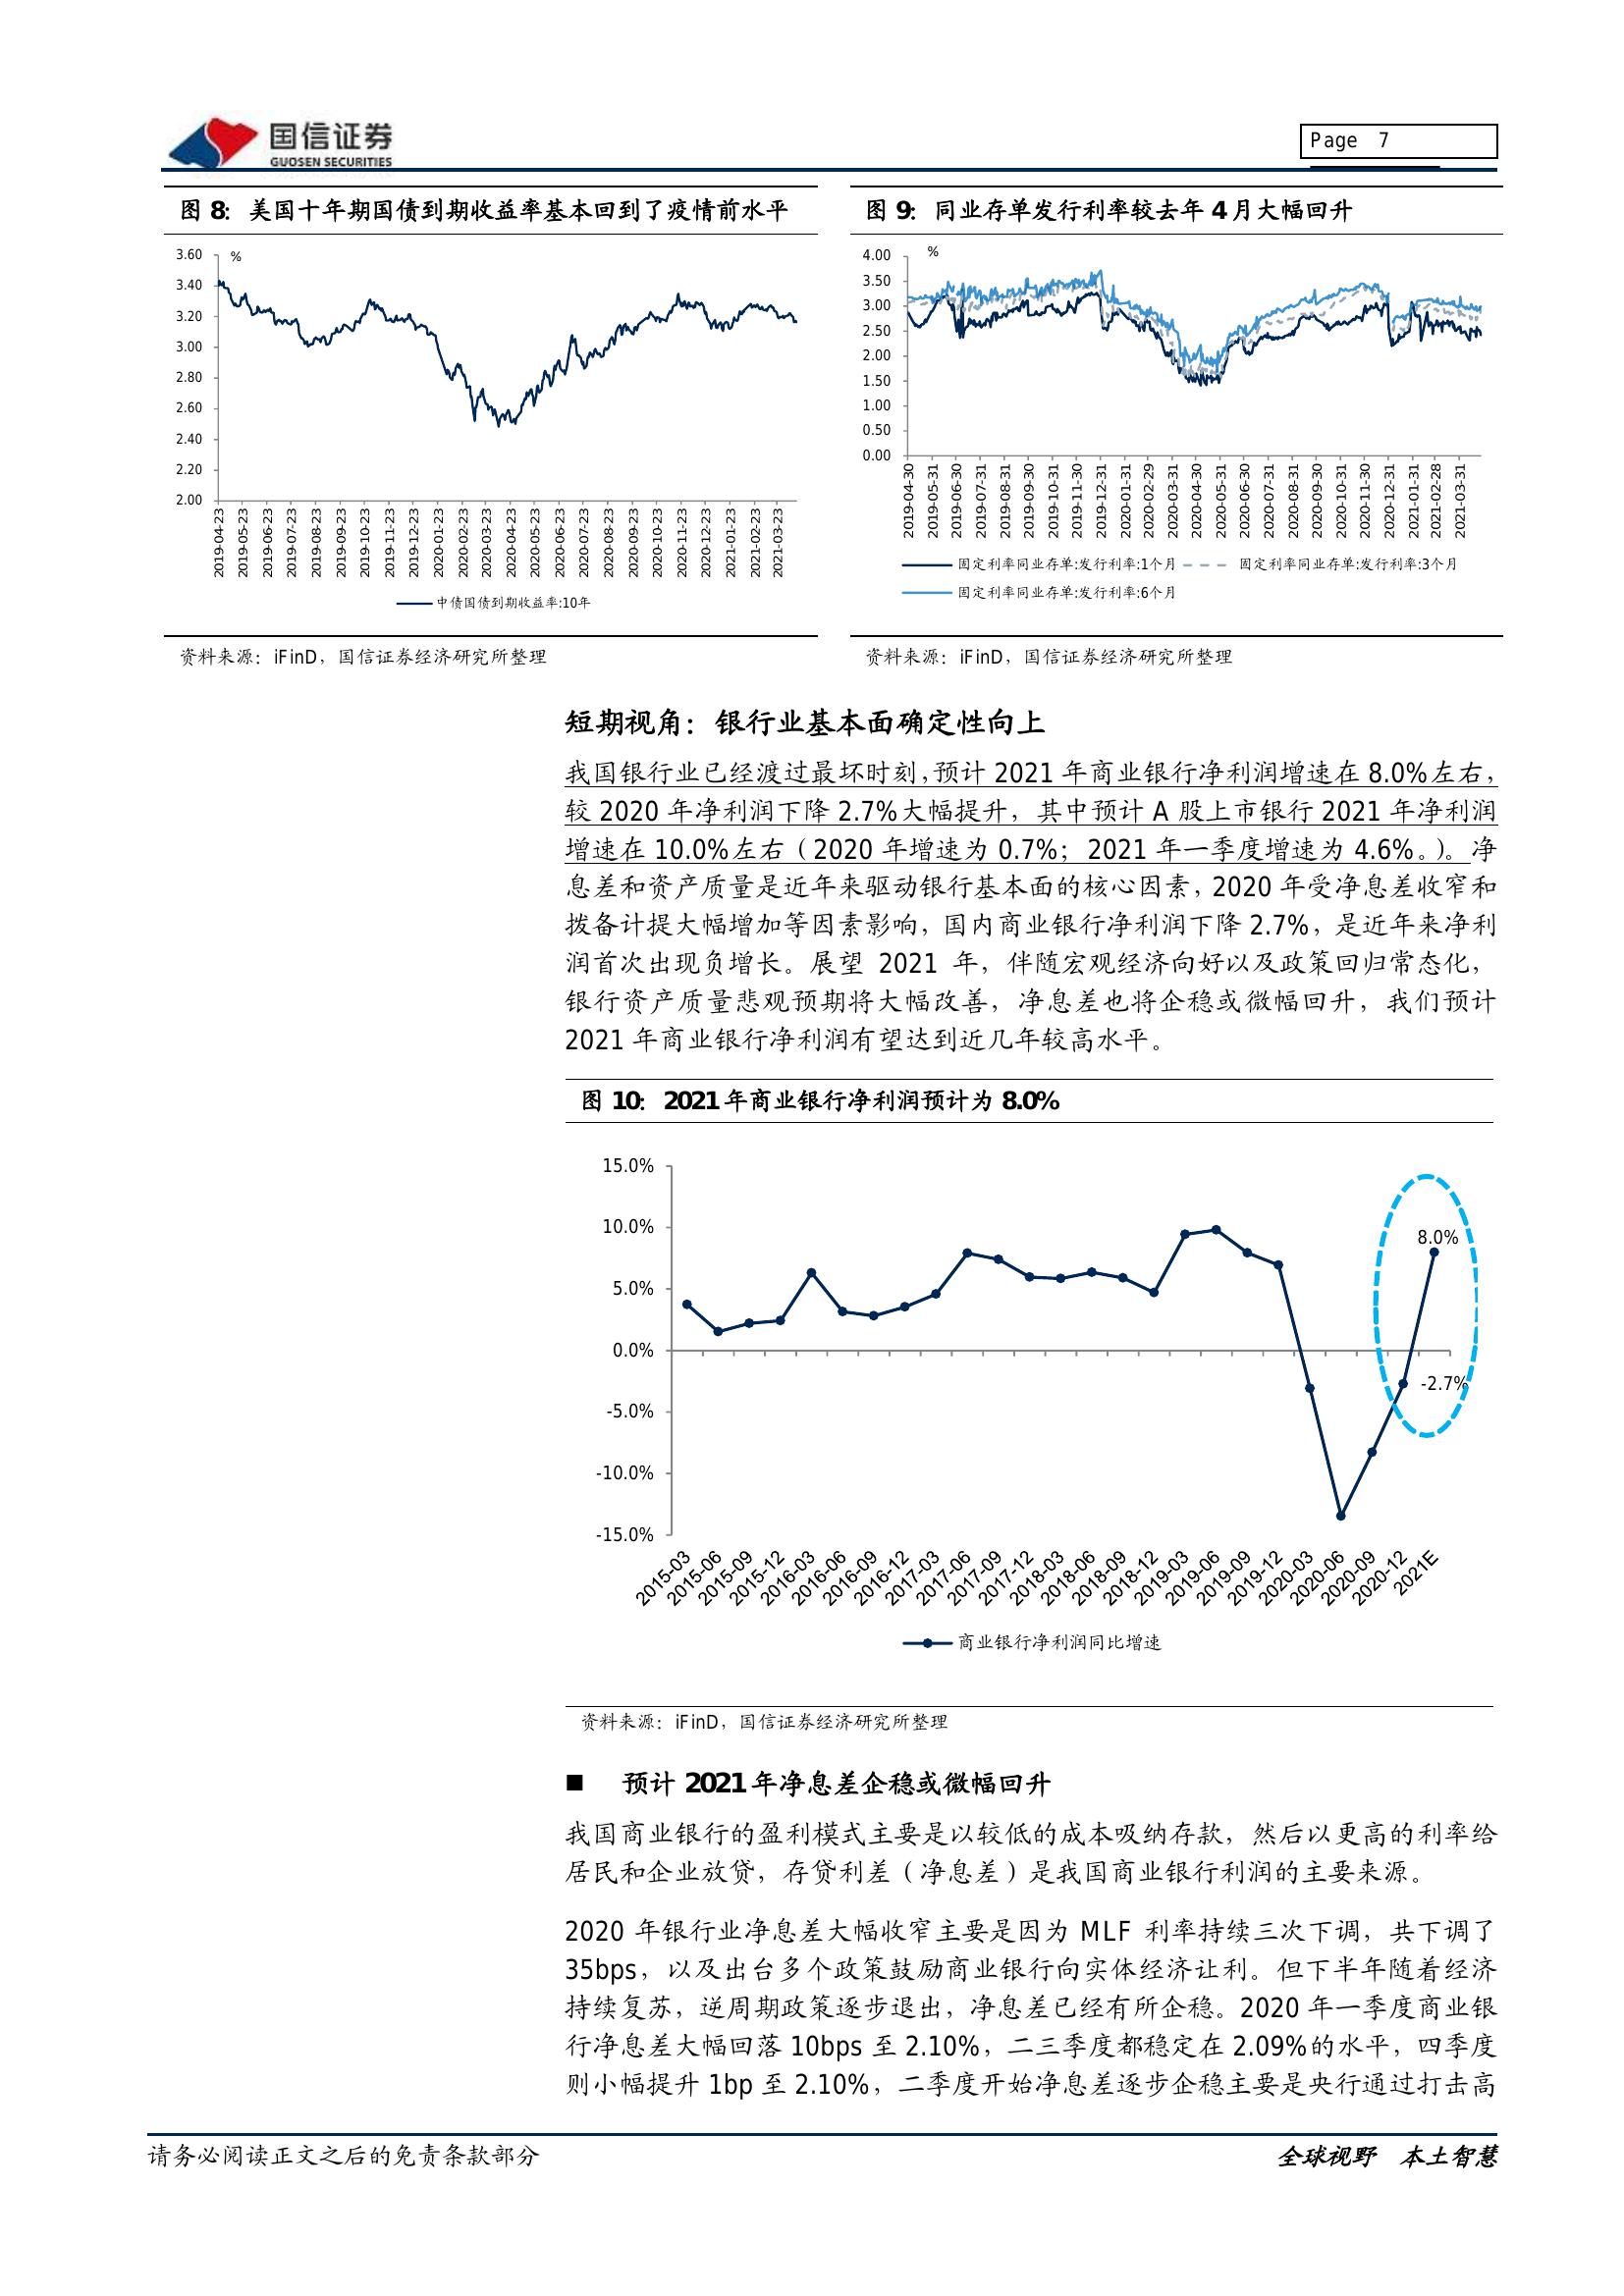 国信证券
GUOSEN SECURITIES
Page 7
图 8：美国十年期国债到期收益率基本回到了疫情前水平
%
3.60
3.40
3.20
3.00
2.80
2.60
2.40
2.20
2.00
2019-04-23
2019-05-23
2019-06-23
2019-07-23
2019-08-23
2019-09-23
2019-10-23
2019-11-23
2019-12-23
2020-01-23
2020-02-23
2020-03-23
2020-04-23
2020-05-23
2020-06-23
2020-07-23
2020-08-23
2020-09-23
2020-10-23
2020-11-23
2020-12-23
2021-01-23
2021-02-23
2021-03-23
中债国债到期收益率:10年
资料来源：iFinD，国信证券经济研究所整理
图 9：同业存单发行利率较去年 4 月大幅回升
%
4.00
3.50
3.00
2.50
2.00
1.50
1.00
0.50
0.00
2019-04-30
2019-05-31
2019-06-30
2019-07-31
2019-08-31
2019-09-30
2019-10-31
2019-11-30
2019-12-31
2020-01-31
2020-02-29
2020-03-31
2020-04-30
2020-05-31
2020-06-30
2020-07-31
2020-08-31
2020-09-30
2020-10-31
2020-11-30
2020-12-31
2021-01-31
2021-02-28
2021-03-31
固定利率同业存单:发行利率:1个月
固定利率同业存单:发行利率:3个月
固定利率同业存单:发行利率:6个月
资料来源：iFinD，国信证券经济研究所整理
短期视角：银行业基本面确定性向上
我国银行业已经渡过最坏时刻，预计 2021 年商业银行净利润增速在 8.0%左右，
较 2020 年净利润下降 2.7%大幅提升，其中预计 A 股上市银行 2021 年净利润
增速在 10.0%左右（2020 年增速为 0.7%；2021 年一季度增速为 4.6%。）。净
息差和资产质量是近年来驱动银行基本面的核心因素，2020 年受净息差收窄和
拨备计提大幅增加等因素影响，国内商业银行净利润下降 2.7%，是近年来净利
润首次出现负增长。展望 2021 年，伴随宏观经济向好以及政策回归常态化，
银行资产质量悲观预期将大幅改善，净息差也将企稳或微幅回升，我们预计
2021 年商业银行净利润有望达到近几年较高水平。
图 10：2021 年商业银行净利润预计为 8.0%
15.0%
10.0%
5.0%
0.0%
-5.0%
-10.0%
-15.0%
8.0%
-2.7%
2015-03
2015-06
2015-09
2015-12
2016-03
2016-06
2016-09
2016-12
2017-03
2017-06
2017-09
2017-12
2018-03
2018-06
2018-09
2018-12
2019-03
2019-06
2019-09
2019-12
2020-03
2020-06
2020-09
2020-12
2021E
商业银行净利润同比增速
资料来源：iFinD，国信证券经济研究所整理
■ 预计 2021 年净息差企稳或微幅回升
我国商业银行的盈利模式主要是以较低的成本吸纳存款，然后以更高的利率给
居民和企业放贷，存贷利差（净息差）是我国商业银行利润的主要来源。
2020 年银行业净息差大幅收窄主要是因为 MLF 利率持续三次下调，共下调了
35bps，以及出台多个政策鼓励商业银行向实体经济让利。但下半年随着经济
持续复苏，逆周期政策逐步退出，净息差已经有所企稳。2020 年一季度商业银
行净息差大幅回落 10bps 至 2.10%，二三季度都稳定在 2.09%的水平，四季度
则小幅提升 1bp 至 2.10%，二季度开始净息差逐步企稳主要是央行通过打击高
请务必阅读正文之后的免责条款部分
全球视野 本土智慧